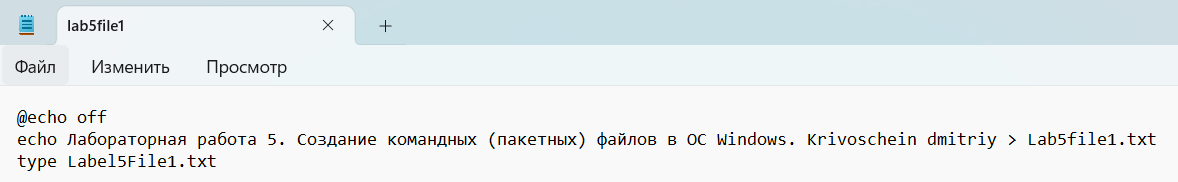 lab5file1
Файл Изменить Просмотр
@echo off
echo Лабораторная работа 5. Создание командных (пакетных) файлов в ОС Windows. Krivoschein dmitriy > Lab5file1.txt
type Label5File1.txt